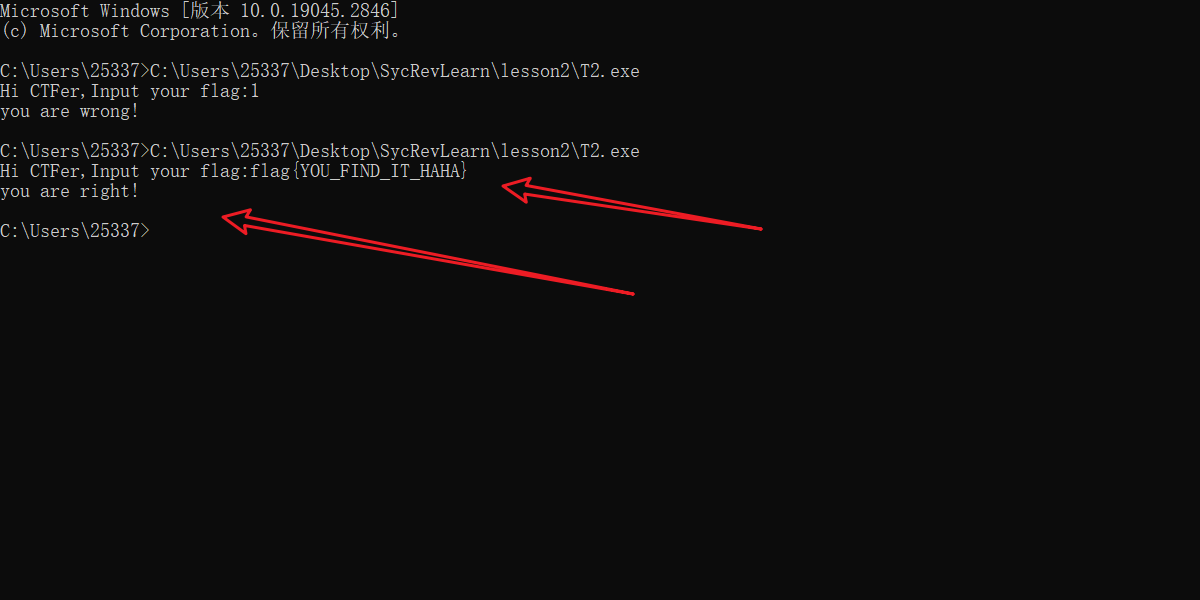 Microsoft Windows [版本 10.0.19045.2846]
(c) Microsoft Corporation。保留所有权利。
C:\Users\25337>C:\Users\25337\Desktop\SycRevLearn\lesson2\T2.exe
Hi CTFer,Input your flag:1
you are wrong!
C:\Users\25337>C:\Users\25337\Desktop\SycRevLearn\lesson2\T2.exe
Hi CTFer,Input your flag:flag{YOU_FIND_IT_HAHA}
you are right!
C:\Users\25337>